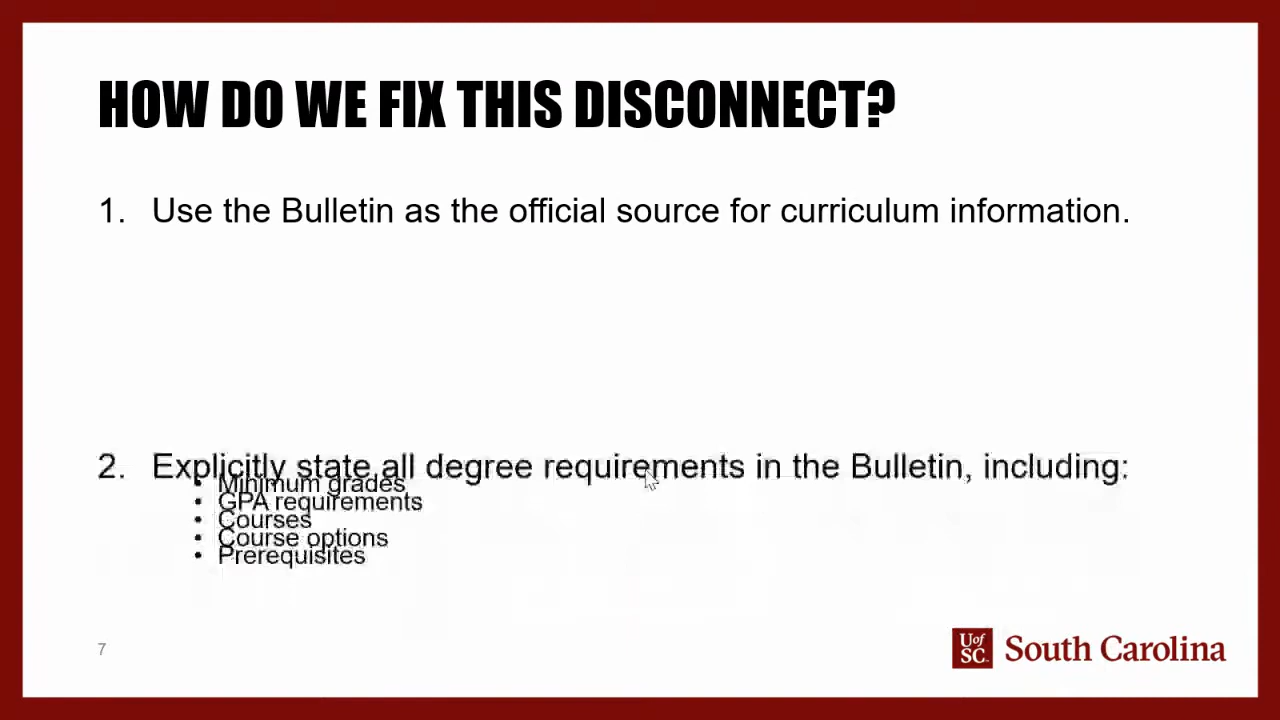 HOW DO WE FIX THIS DISCONNECT?
1. Use the Bulletin as the official source for curriculum information.
2. Explicitly state all degree requirements in the Bulletin, including:
• Minimum grades
• GPA requirements
• Courses
• Course options
• Prerequisites
7
UofSC South Carolina